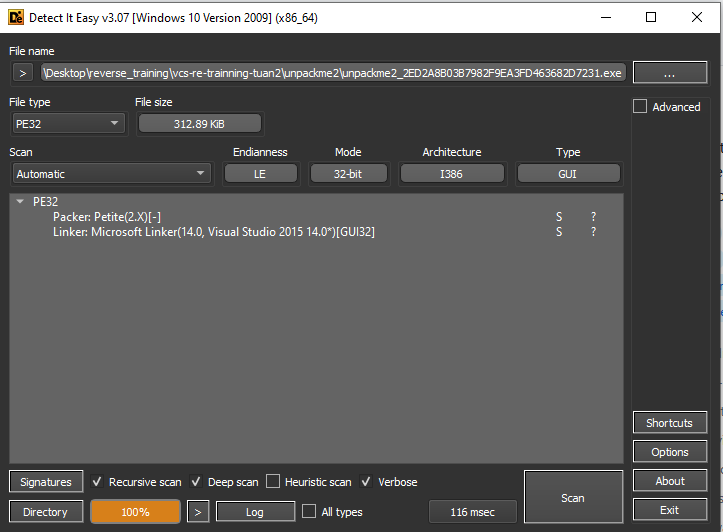 Detect It Easy v3.07 [Windows 10 Version 2009] (x86_64)
File name
> \Desktop\reverse_training\vcs-re-trainning-tuan2\unpackme2\unpackme2_2ED2A8B03B7982F9EA3FD463682D7231.exe ...
File type File size Advanced
PE32 312.89 KiB
Scan Endianness Mode Architecture Type
Automatic LE 32-bit I386 GUI
PE32
Packer: Petite(2.X)[-] S ?
Linker: Microsoft Linker(14.0, Visual Studio 2015 14.0*)[GUI32] S ?
Shortcuts
Options
Signatures Recursive scan Deep scan Heuristic scan Verbose Scan About
Directory 100% > Log All types 116 msec Exit